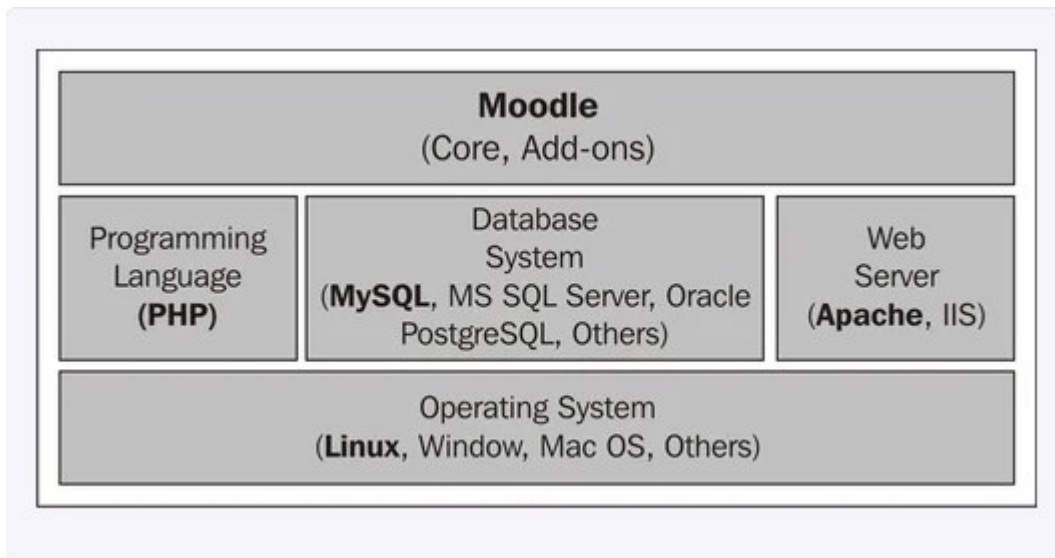 Moodle
(Core, Add-ons)
Programming
Language
(PHP)
Database
System
(MySQL, MS SQL Server, Oracle
PostgreSQL, Others)
Web
Server
(Apache, IIS)
Operating System
(Linux, Window, Mac OS, Others)